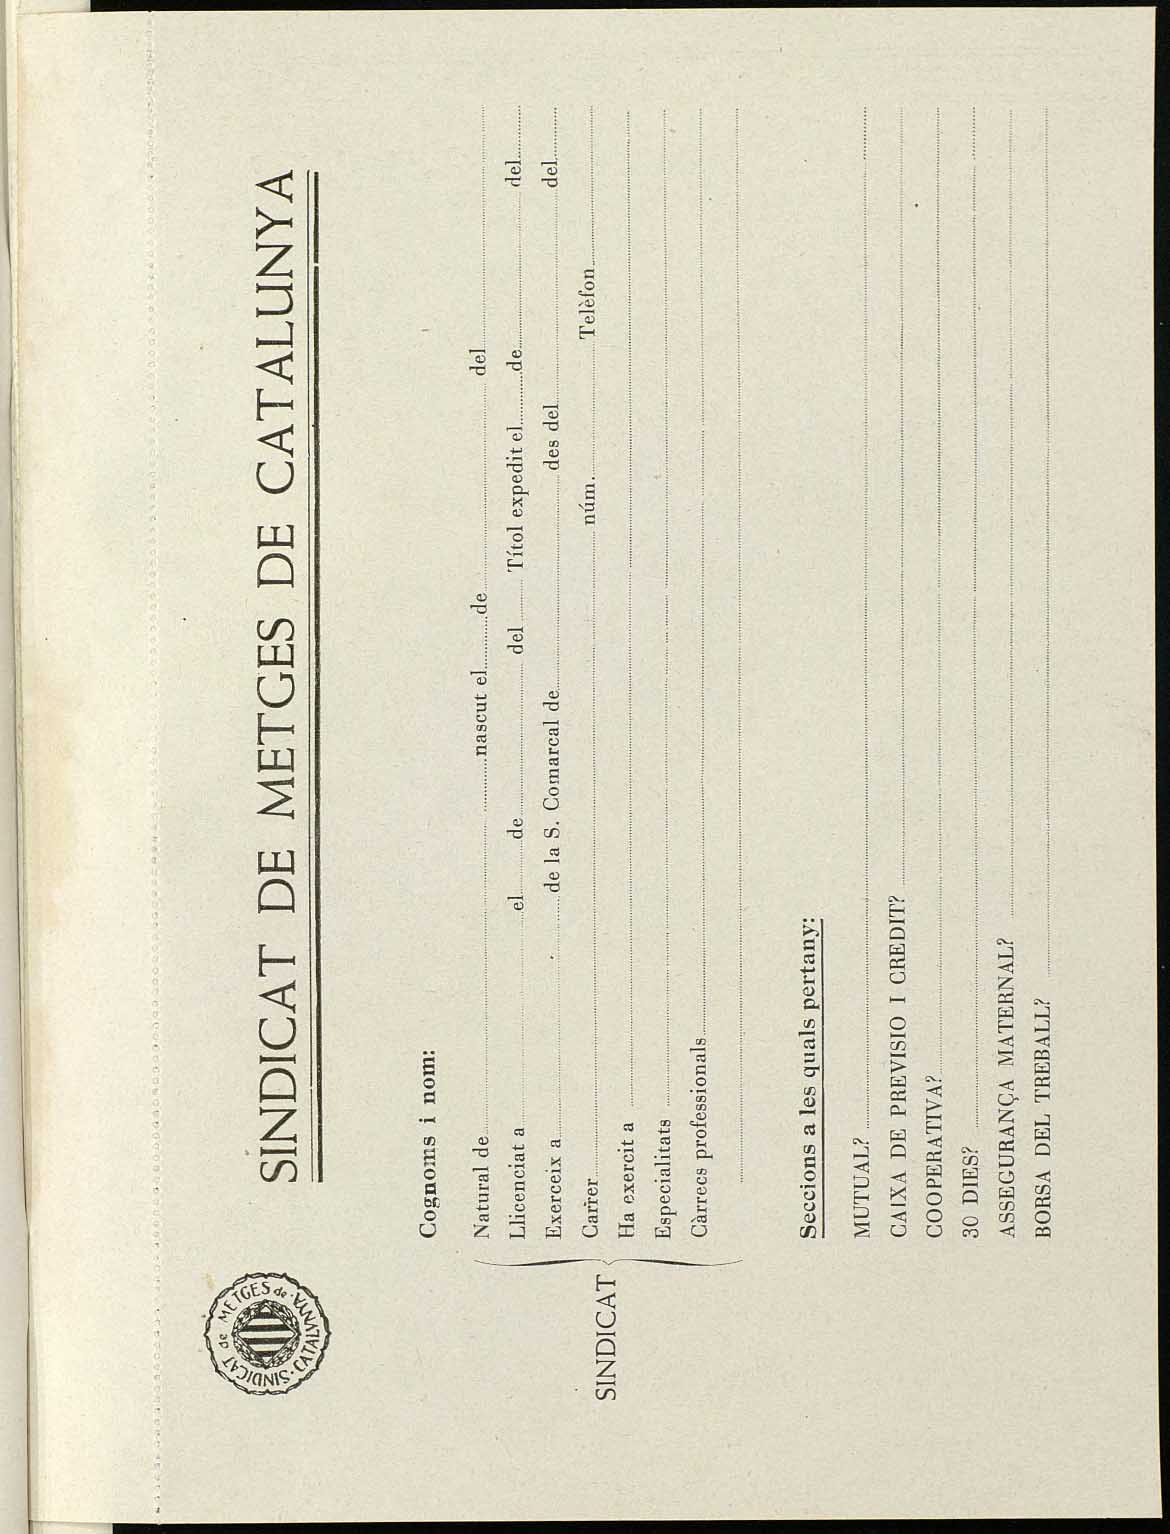 SINDICAT de METGES de CATALVNYA
SINDICAT DE METGES DE CATALUNYA
Cognoms i nom:
SINDICAT
Natural de nascut el de del
Llicenciat a el de del Títol expedit el de del
Exerceix a de la S. Comarcal de des del del
Carrer núm. Telèfon
Ha exercit a
Especialitats
Càrrecs professionals
Seccions a les quals pertany:
MUTUAL?
CAIXA DE PREVISIO I CREDIT?
COOPERATIVA?
30 DIES?
ASSEGURANÇA MATERNAL?
BORSA DEL TREBALL?